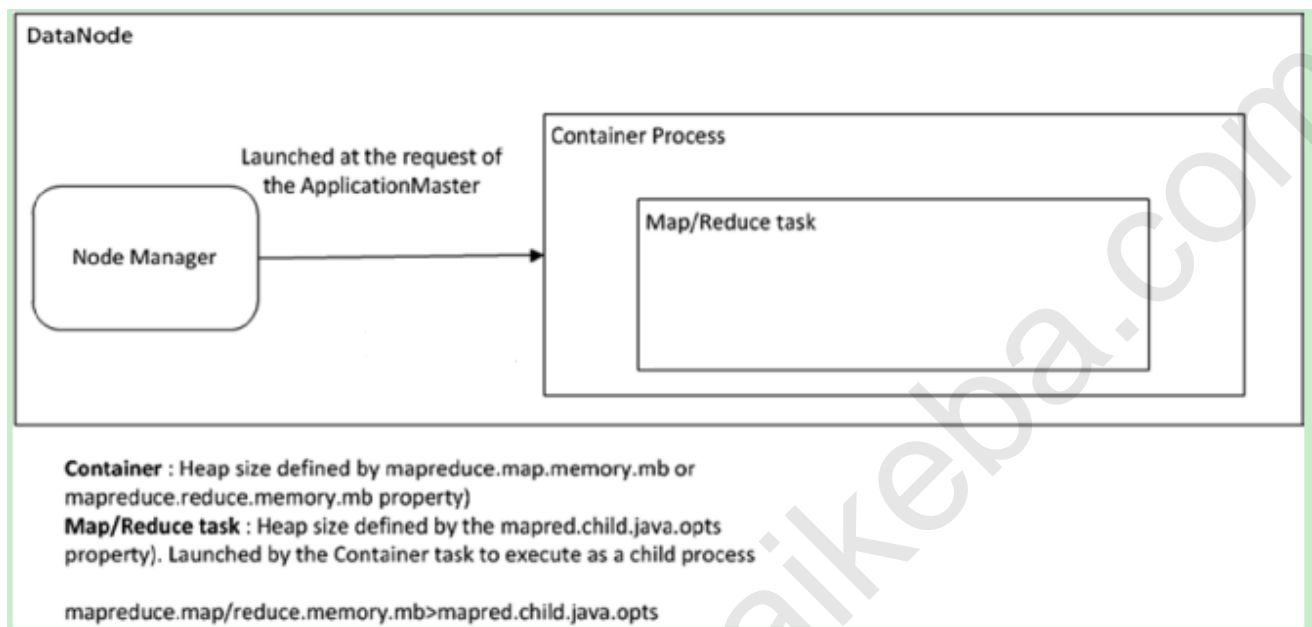 DataNode
Launched at the request of
the ApplicationMaster
Node Manager
Container Process
Map/Reduce task
Container : Heap size defined by mapreduce.map.memory.mb or
mapreduce.reduce.memory.mb property)
Map/Reduce task : Heap size defined by the mapred.child.java.opts
property). Launched by the Container task to execute as a child process
mapreduce.map/reduce.memory.mb>mapred.child.java.opts
aikeba.com